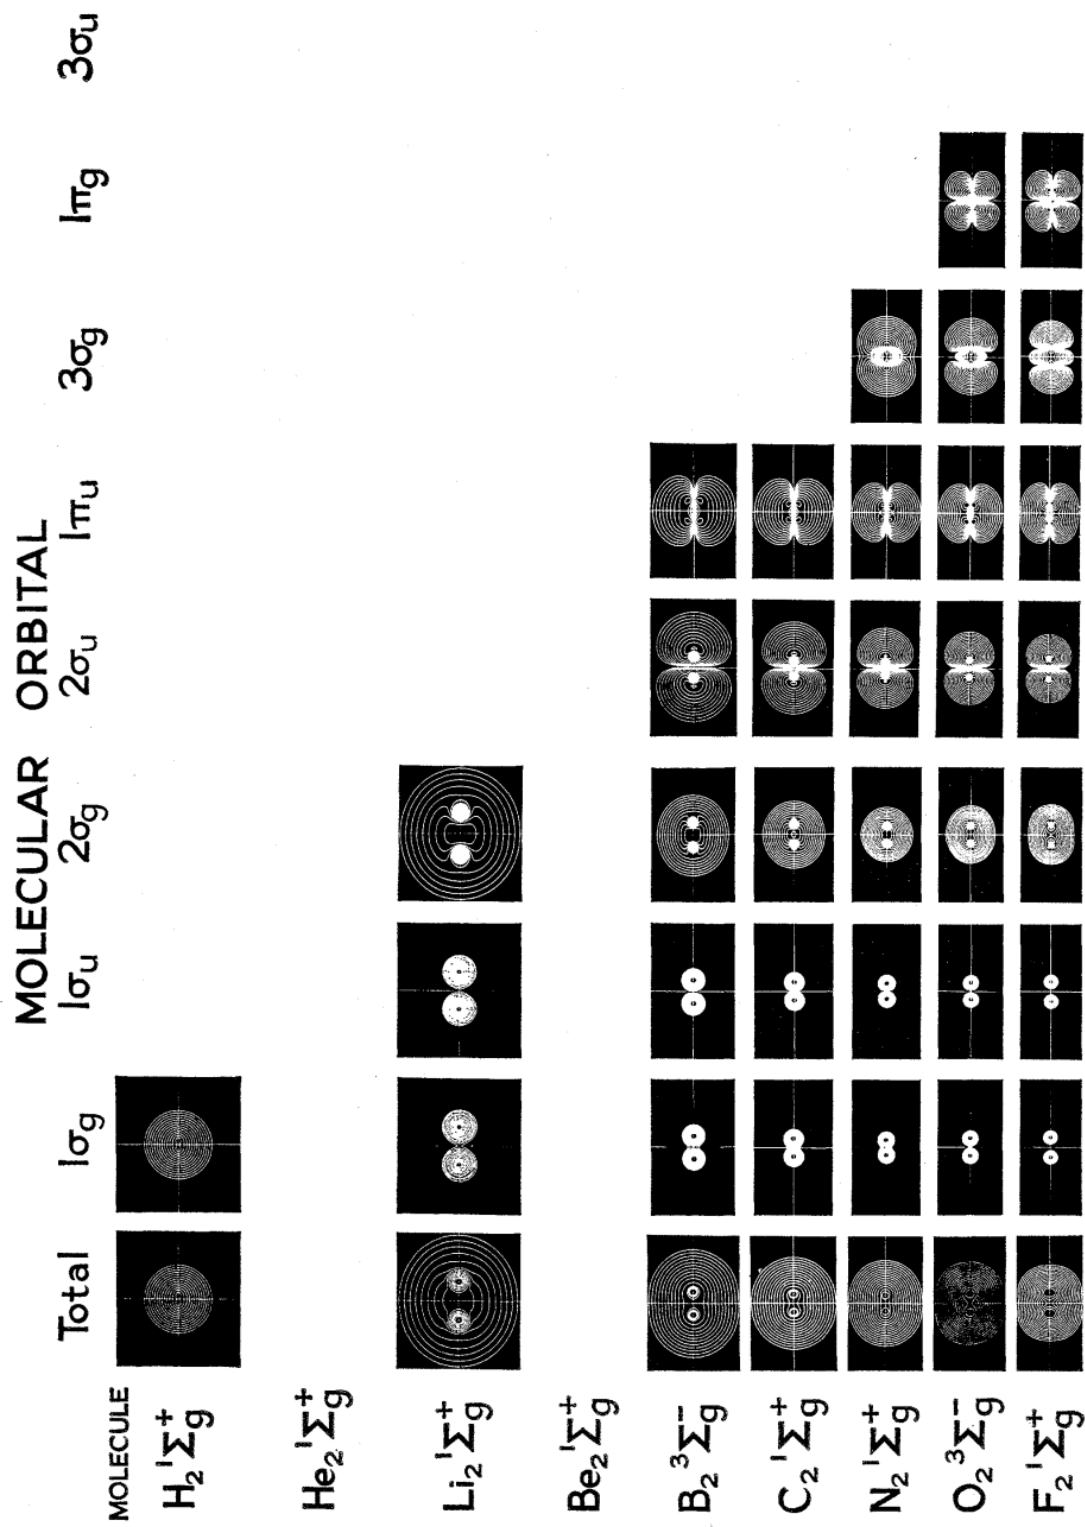 MOLECULAR ORBITAL
MOLECULE Total 1σg 1σu 2σg 2σu 1πu 3σg 1πg 3σu
H₂ ¹Σg⁺
He₂ ¹Σg⁺
Li₂ ¹Σg⁺
Be₂ ¹Σg⁺
B₂ ³Σg⁻
C₂ ¹Σg⁺
N₂ ¹Σg⁺
O₂ ³Σg⁻
F₂ ¹Σg⁺